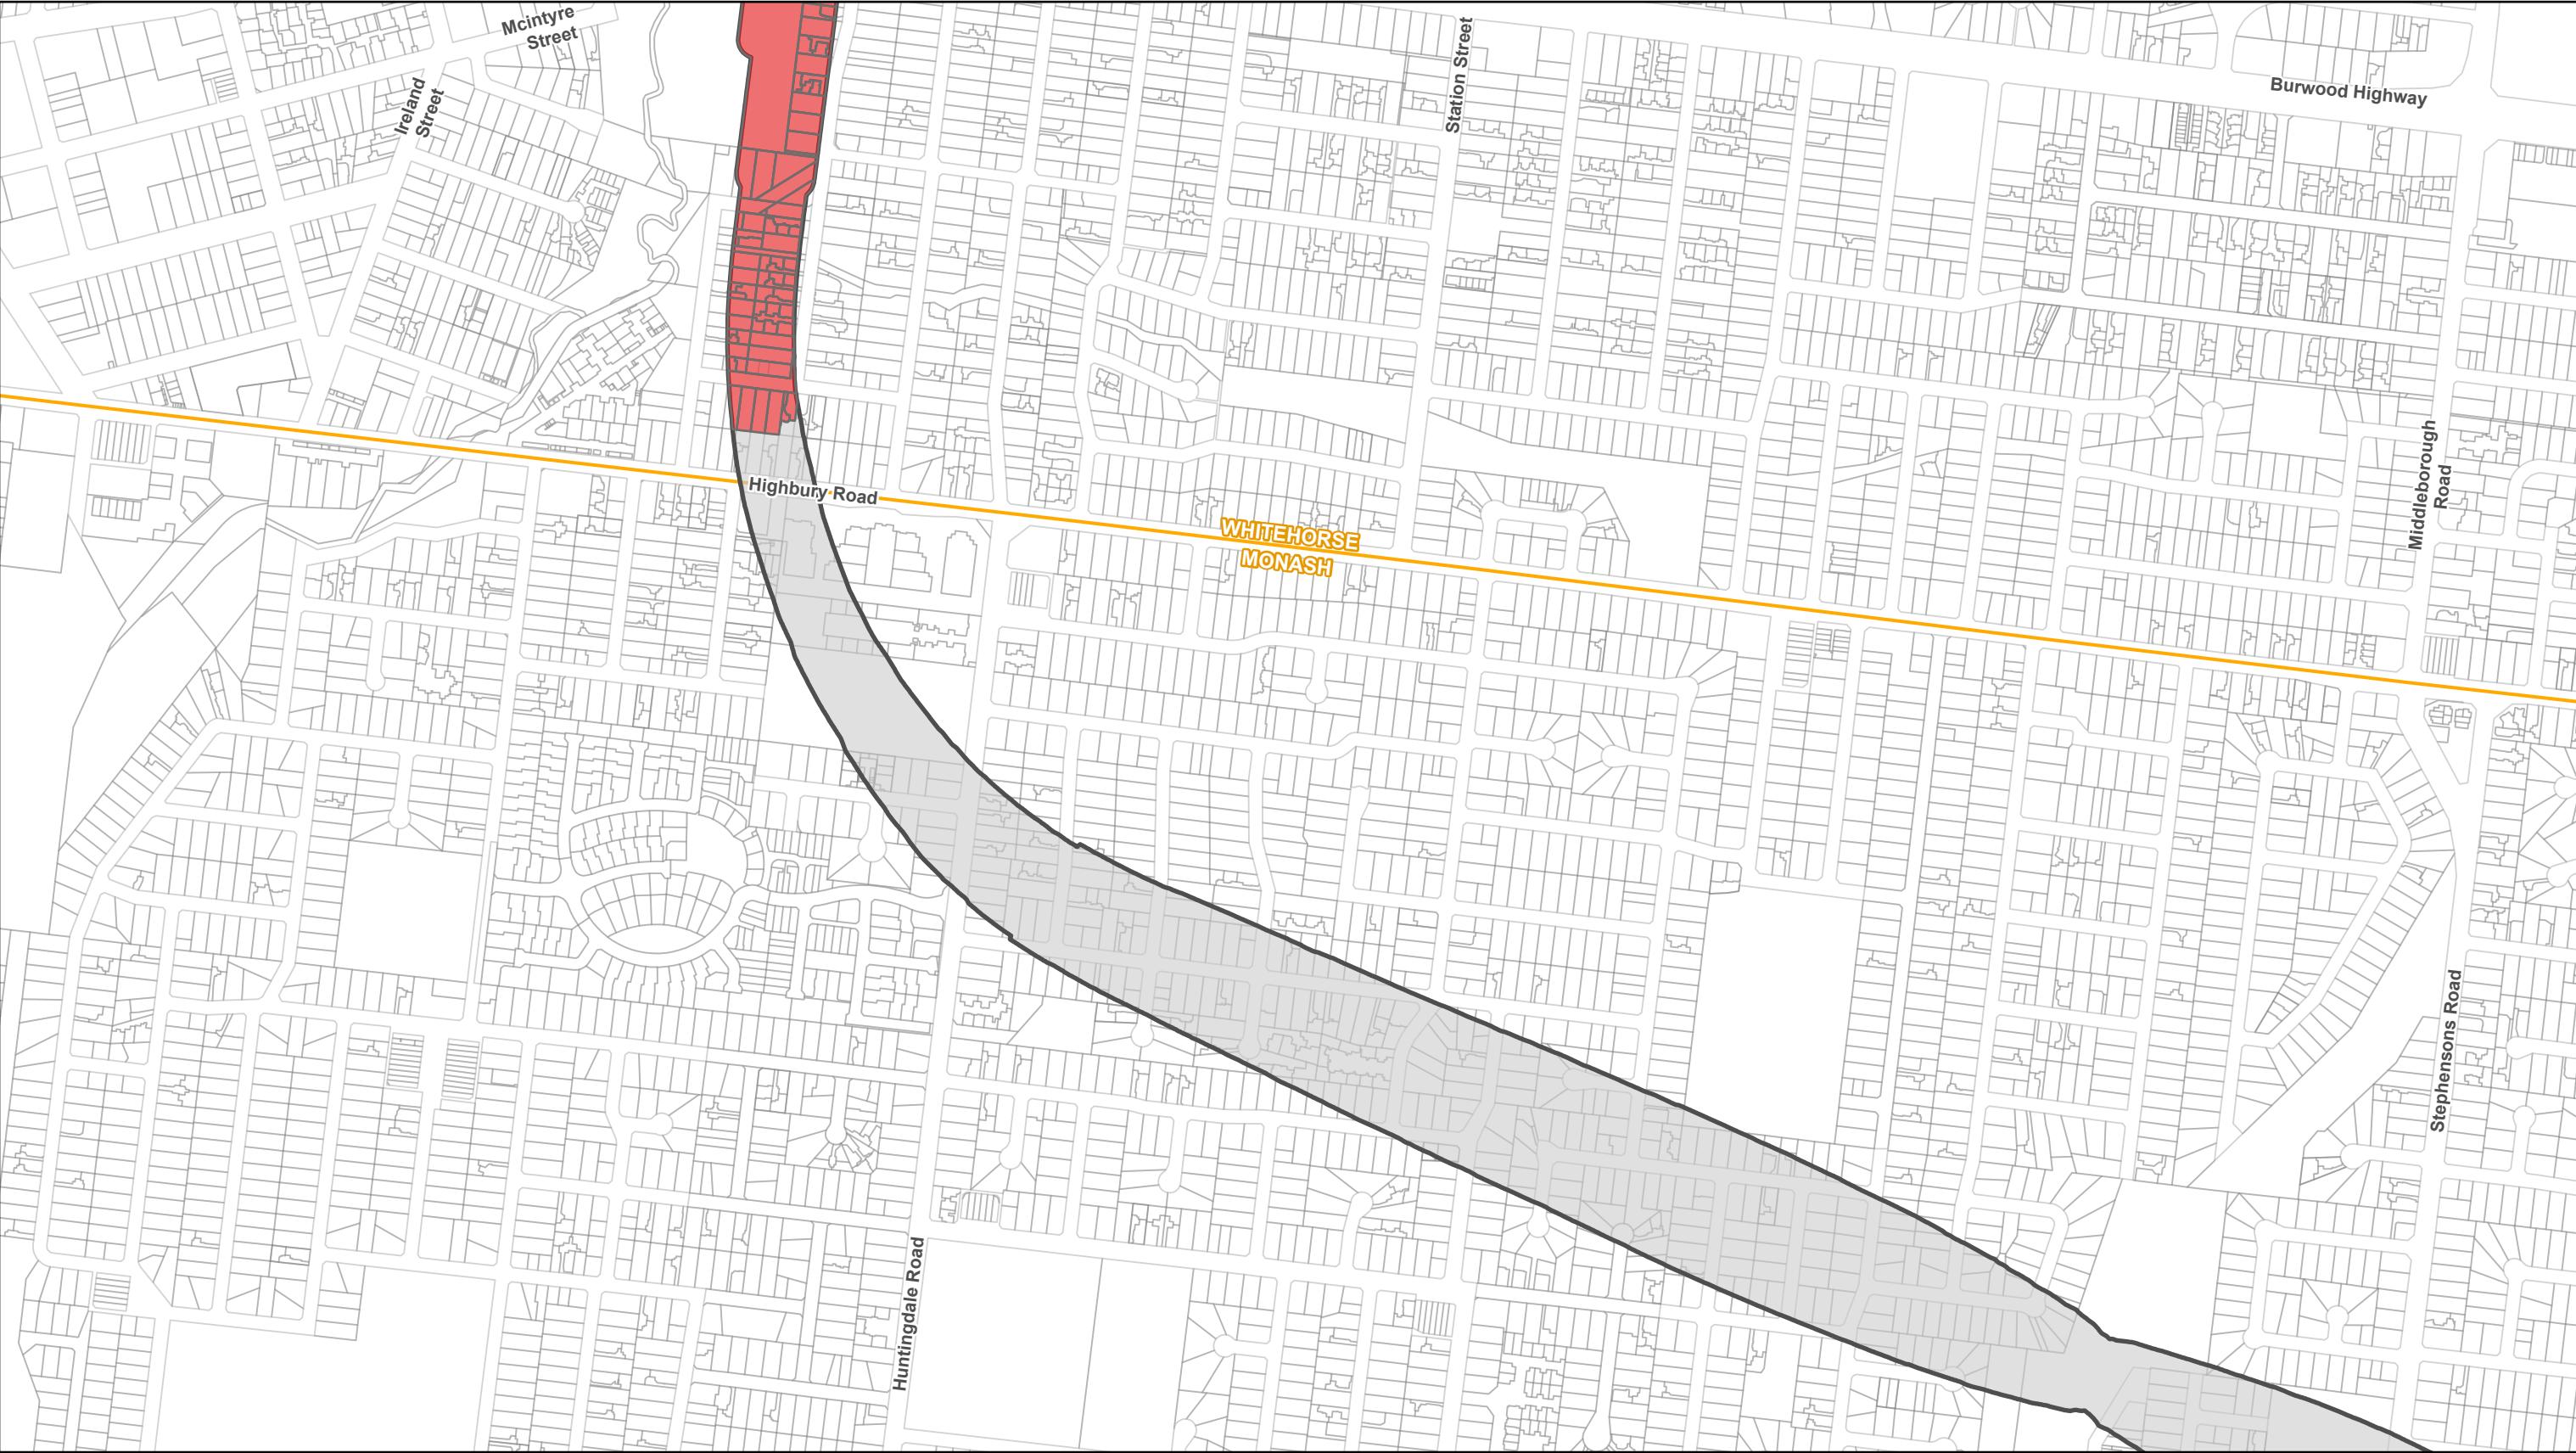 Mcintyre
Street
Ireland
Street
Station Street
Burwood Highway
Middleborough
Road
Highbury Road
WHITEHORSE
MONASH
Stephensons Road
Huntingdale Road